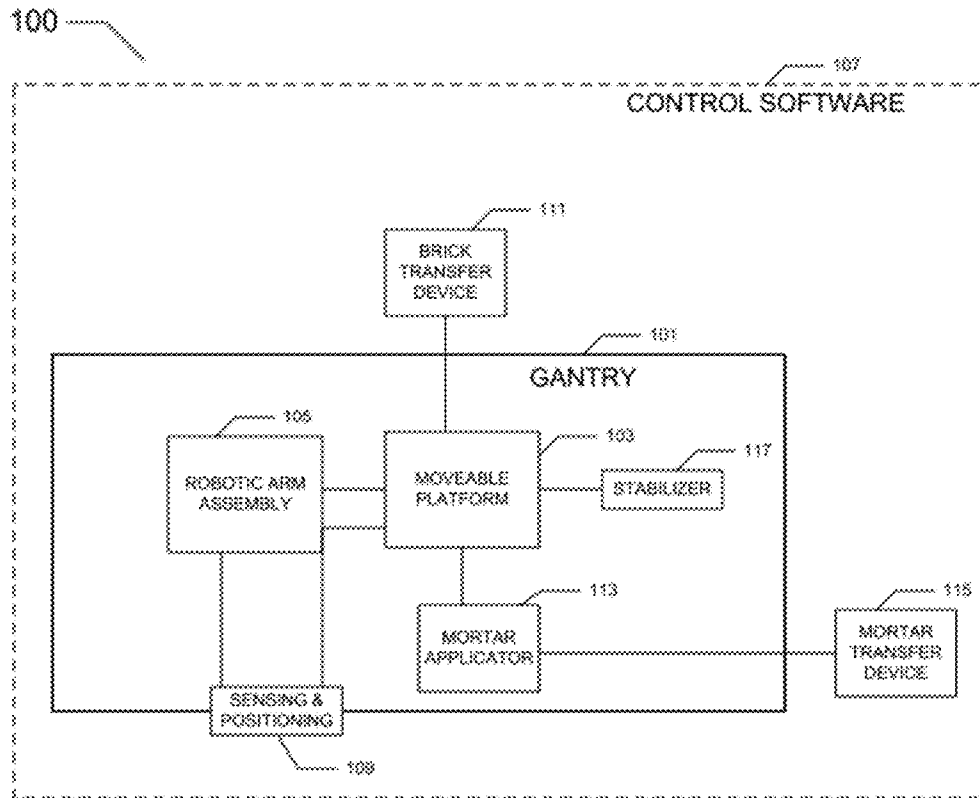 100
107
CONTROL SOFTWARE
111
BRICK
TRANSFER
DEVICE
101
GANTRY
105
103
117
ROBOTIC ARM
ASSEMBLY
MOVEABLE
PLATFORM
STABILIZER
113
115
MORTAR
APPLICATOR
MORTAR
TRANSFER
DEVICE
SENSING &
POSITIONING
109